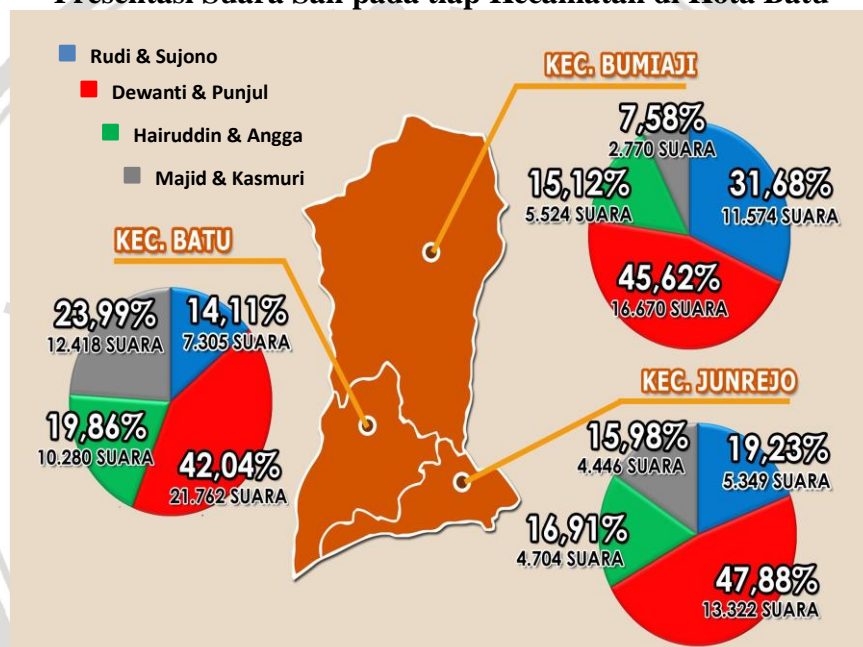 Presentasi Suara Sah pada tiap Kecamatan di Kota Batu
Rudi & Sujono
Dewanti & Punjul
Hairuddin & Angga
Majid & Kasmuri
KEC. BUMIAJI
7,58%
2.770 SUARA
31,68%
11.574 SUARA
15,12%
5.524 SUARA
45,62%
16.670 SUARA
KEC. BATU
23,99%
12.418 SUARA
14,11%
7.305 SUARA
19,86%
10.280 SUARA
42,04%
21.762 SUARA
KEC. JUNREJO
15,98%
4.446 SUARA
19,23%
5.349 SUARA
16,91%
4.704 SUARA
47,88%
13.322 SUARA